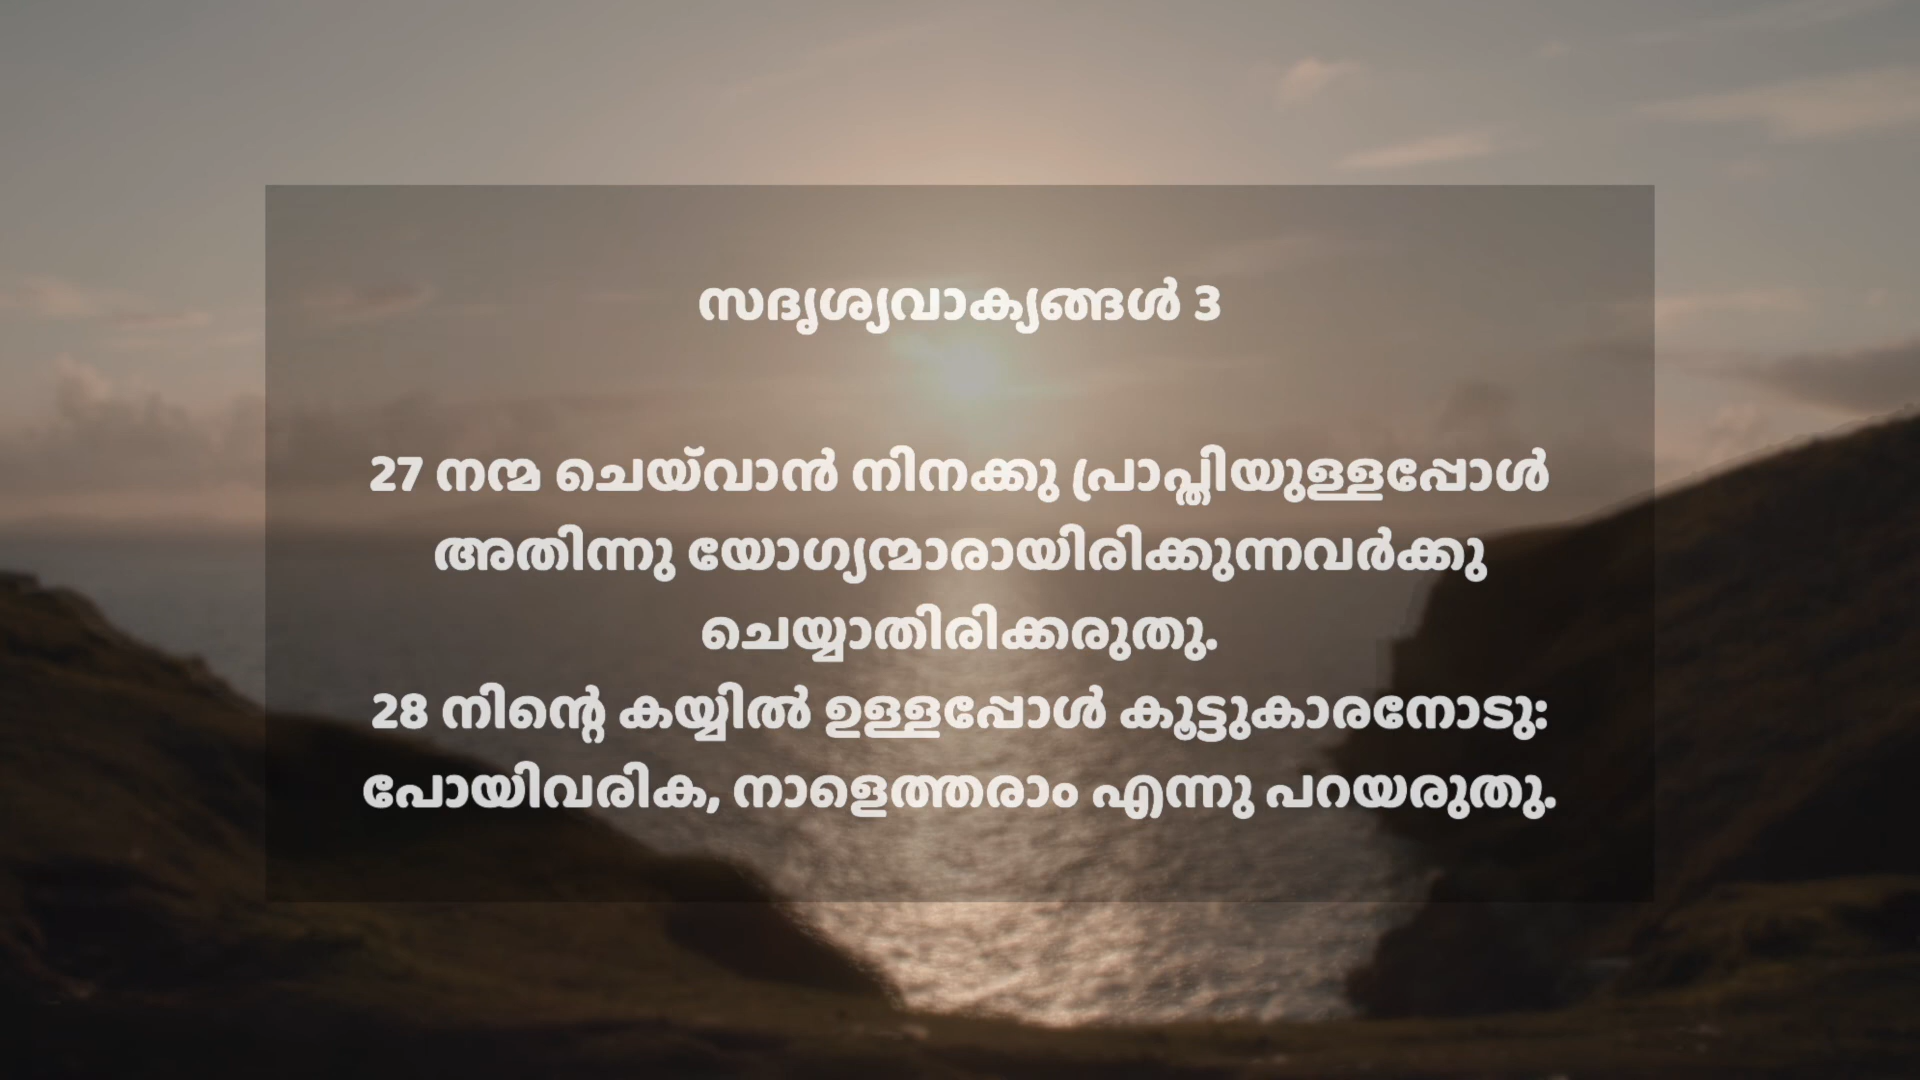 സദൃശ്യവാക്യങ്ങൾ 3
27 നന്മ ചെയ്‌വാൻ നിനക്കു പ്രാപ്തിയുള്ളപ്പോൾ
അതിന്നു യോഗ്യന്മാരായിരിക്കുന്നവർക്കു
ചെയ്യാതിരിക്കരുതു.
28 നിന്റെ കയ്യിൽ ഉള്ളപ്പോൾ കൂട്ടുകാരനോടു:
പോയിവരിക, നാളെത്തരാം എന്നു പറയരുതു.